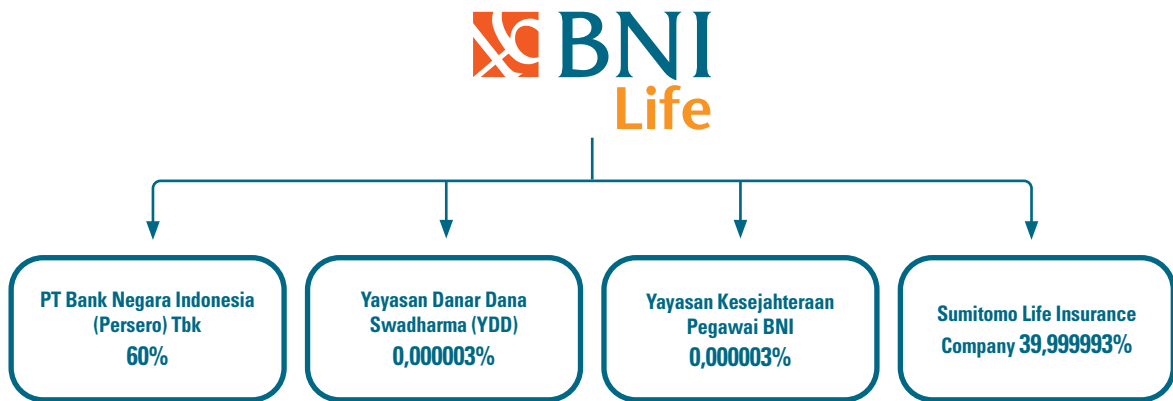 BNI
Life
PT Bank Negara Indonesia
(Persero) Tbk
60%
Yayasan Danar Dana
Swadharma (YDD)
0,000003%
Yayasan Kesejahteraan
Pegawai BNI
0,000003%
Sumitomo Life Insurance
Company 39,999993%